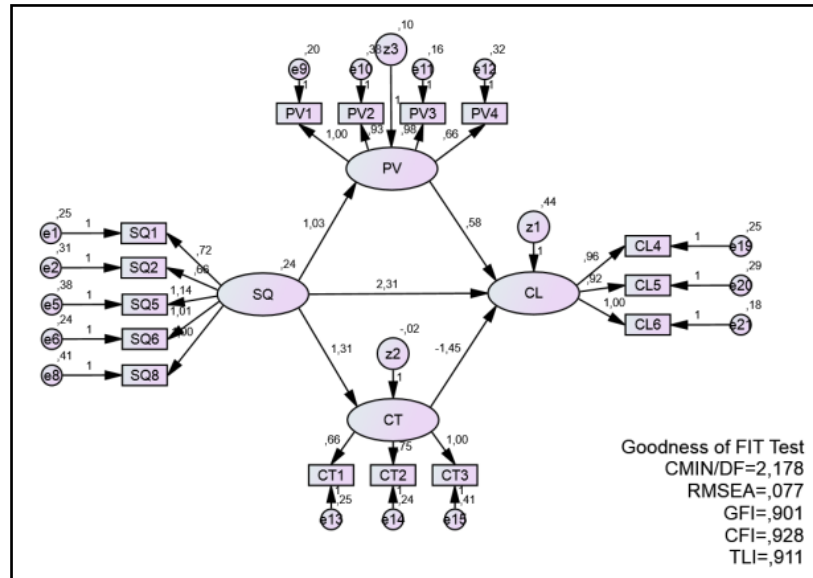 ,10
,20
,38
,16
,32
e9
e10
z3
e11
e12
1
1
1
1
1
PV1
PV2
PV3
PV4
1,00
,93
,98
,66
PV
1,03
,58
,44
z1
1
,25
e1
1
SQ1
,72
,31
e2
1
SQ2
,66
,38
e5
1
SQ5
1,14
,24
e6
1
SQ6
1,01
,41
e8
1
SQ8
1,00
,24
SQ
2,31
CL
,96
CL4
1
,25
e19
,92
CL5
1
,29
e20
1,00
CL6
1
,18
e21
1,31
-,02
z2
1
-1,45
CT
,66
,75
1,00
CT1
CT2
CT3
1
1
1
,25
,24
,41
e13
e14
e15
Goodness of FIT Test
CMIN/DF=2,178
RMSEA=,077
GFI=,901
CFI=,928
TLI=,911